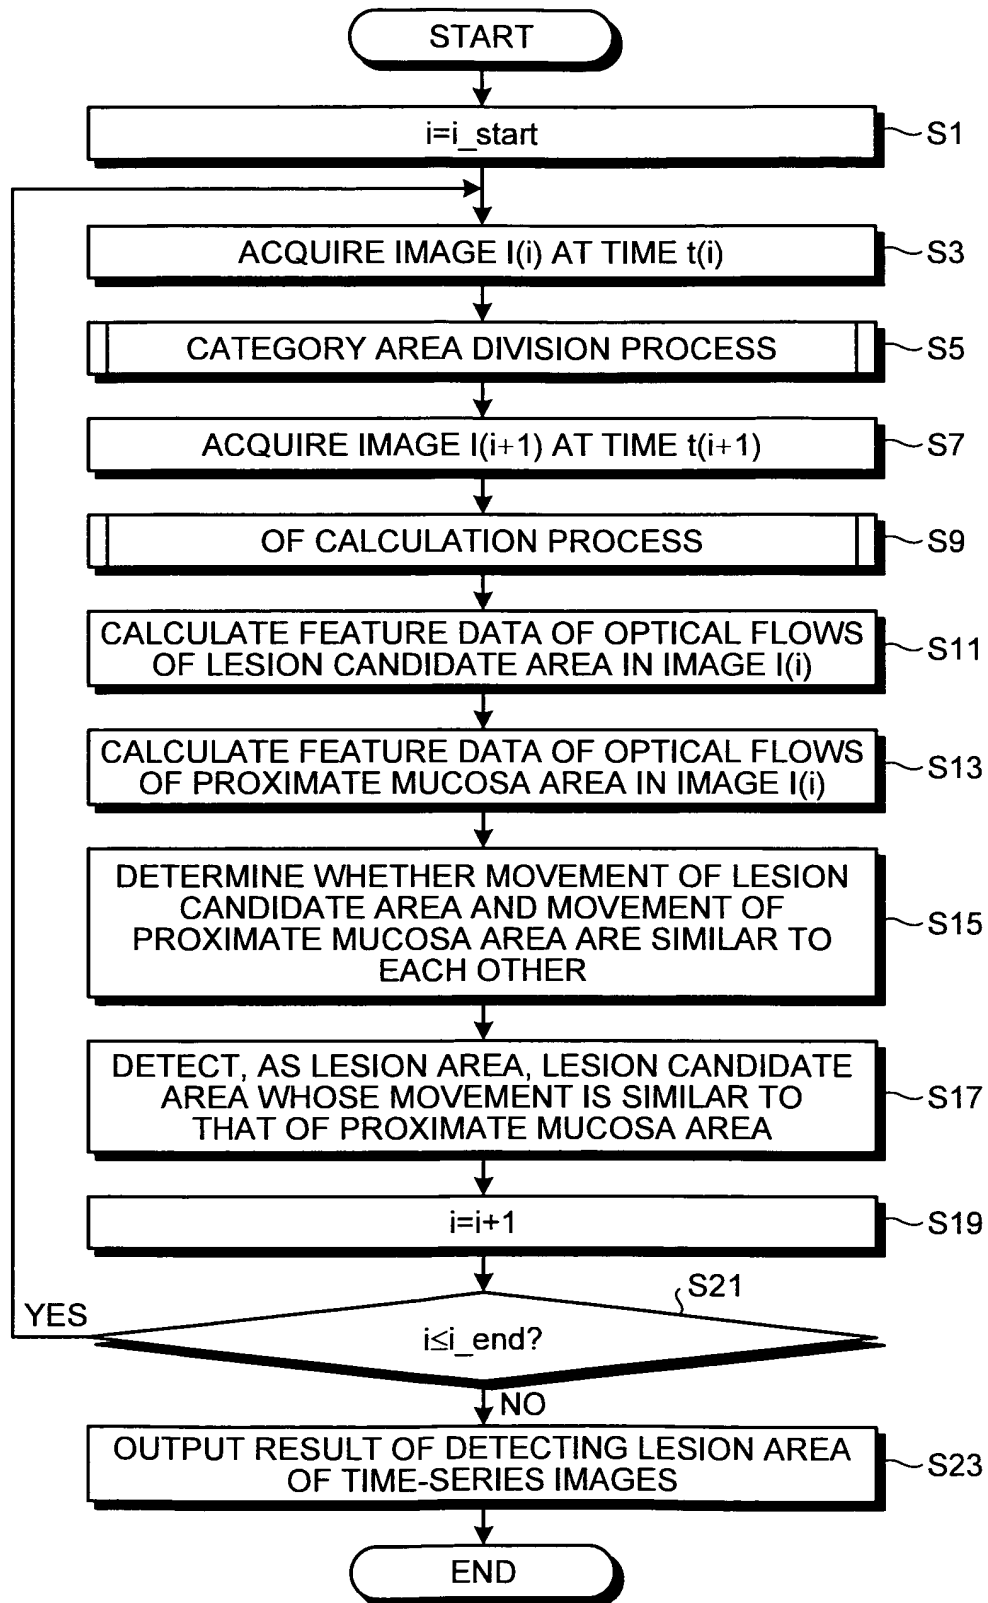 START
i=i_start
S1
ACQUIRE IMAGE I(i) AT TIME t(i)
S3
CATEGORY AREA DIVISION PROCESS
S5
ACQUIRE IMAGE I(i+1) AT TIME t(i+1)
S7
OF CALCULATION PROCESS
S9
CALCULATE FEATURE DATA OF OPTICAL FLOWS
OF LESION CANDIDATE AREA IN IMAGE I(i)
S11
CALCULATE FEATURE DATA OF OPTICAL FLOWS
OF PROXIMATE MUCOSA AREA IN IMAGE I(i)
S13
DETERMINE WHETHER MOVEMENT OF LESION
CANDIDATE AREA AND MOVEMENT OF
PROXIMATE MUCOSA AREA ARE SIMILAR TO
EACH OTHER
S15
DETECT, AS LESION AREA, LESION CANDIDATE
AREA WHOSE MOVEMENT IS SIMILAR TO
THAT OF PROXIMATE MUCOSA AREA
S17
i=i+1
S19
S21
YES
i≤i_end?
NO
OUTPUT RESULT OF DETECTING LESION AREA
OF TIME-SERIES IMAGES
S23
END